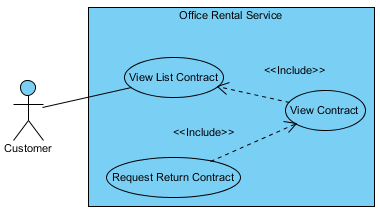 Office Rental Service
View List Contract
<<Include>>
View Contract
<<Include>>
Customer
Request Return Contract